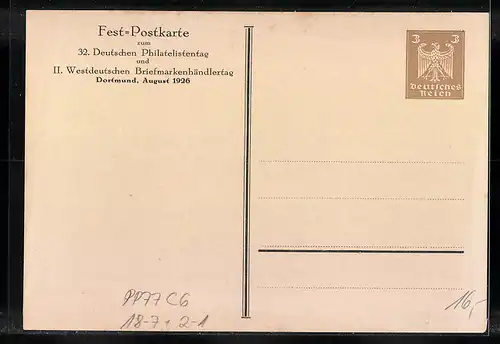 Fest=Postkarte
zum
32. Deutschen Philatelistentag
und
II. Westdeutschen Briefmarkenhändlertag
Dortmund, August 1926
3 3
Deutsches
Reich
PP77 C6
18-7 + 2-1
16,-